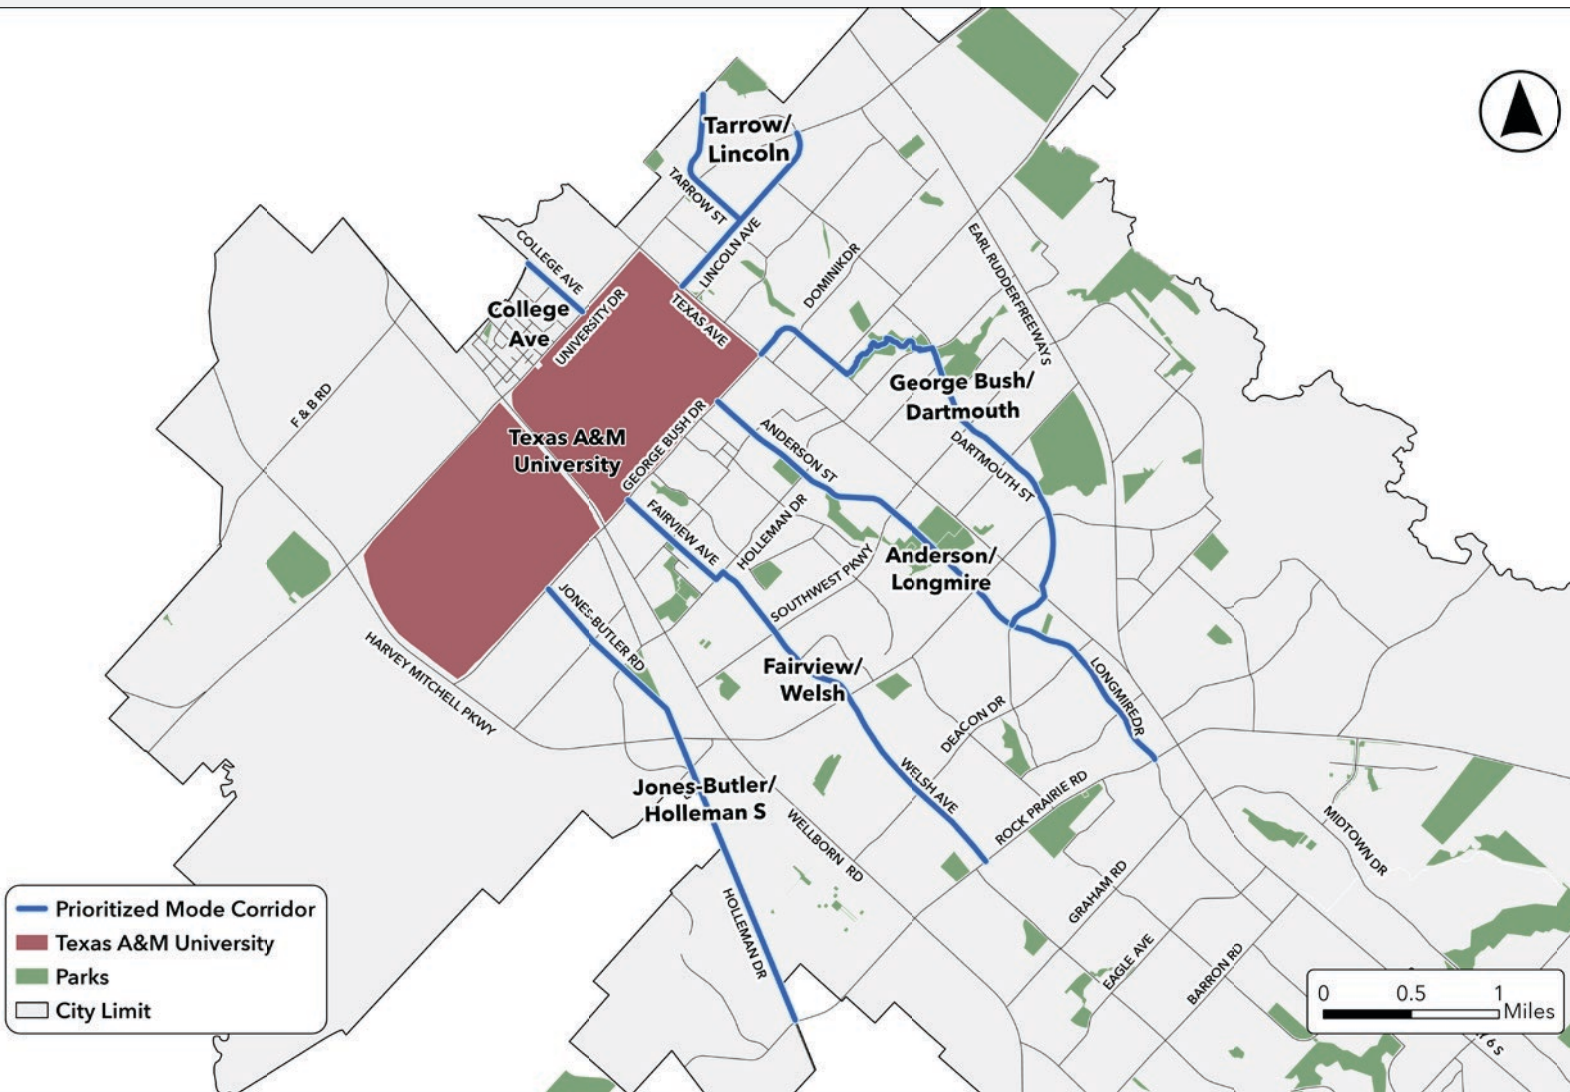 Tarrow/
Lincoln
TARROW ST
LINCOLN AVE
COLLEGE AVE
College
Ave
UNIVERSITY DR
TEXAS AVE
DOMINIK DR
EARL RUDDER FREEWAY S
F & B RD
George Bush/
Dartmouth
Texas A&M
University
GEORGE BUSH DR
ANDERSON ST
DARTMOUTH ST
FAIRVIEW AVE
HOLLEMAN DR
SOUTHWEST PKWY
Anderson/
Longmire
JONES-BUTLER RD
HARVEY MITCHELL PKWY
Fairview/
Welsh
LONGMIRE DR
DEACON DR
WELSH AVE
ROCK PRAIRIE RD
Jones-Butler/
Holleman S
WELLBORN RD
MIDTOWN DR
HOLLEMAN DR
GRAHAM RD
EAGLE AVE
BARRON RD
Prioritized Mode Corridor
Texas A&M University
Parks
City Limit
0 0.5 1
Miles
6 S